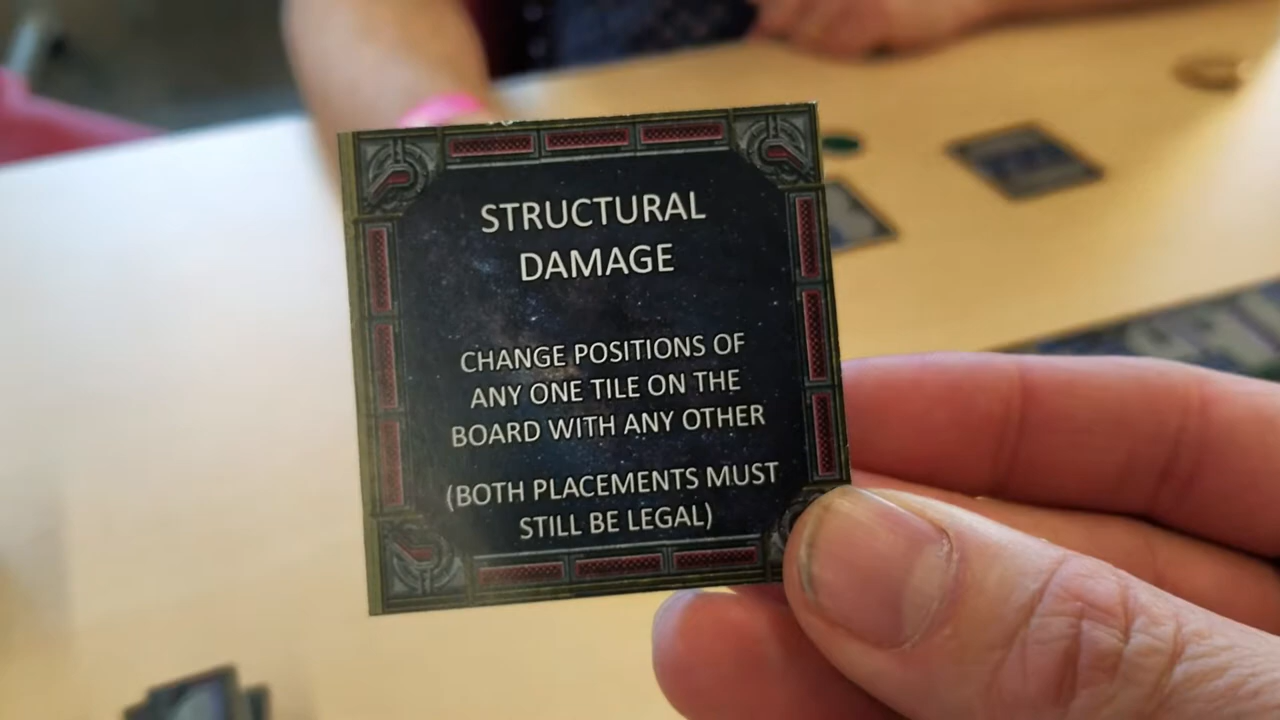 STRUCTURAL
DAMAGE
CHANGE POSITIONS OF
ANY ONE TILE ON THE
BOARD WITH ANY OTHER
(BOTH PLACEMENTS MUST
STILL BE LEGAL)